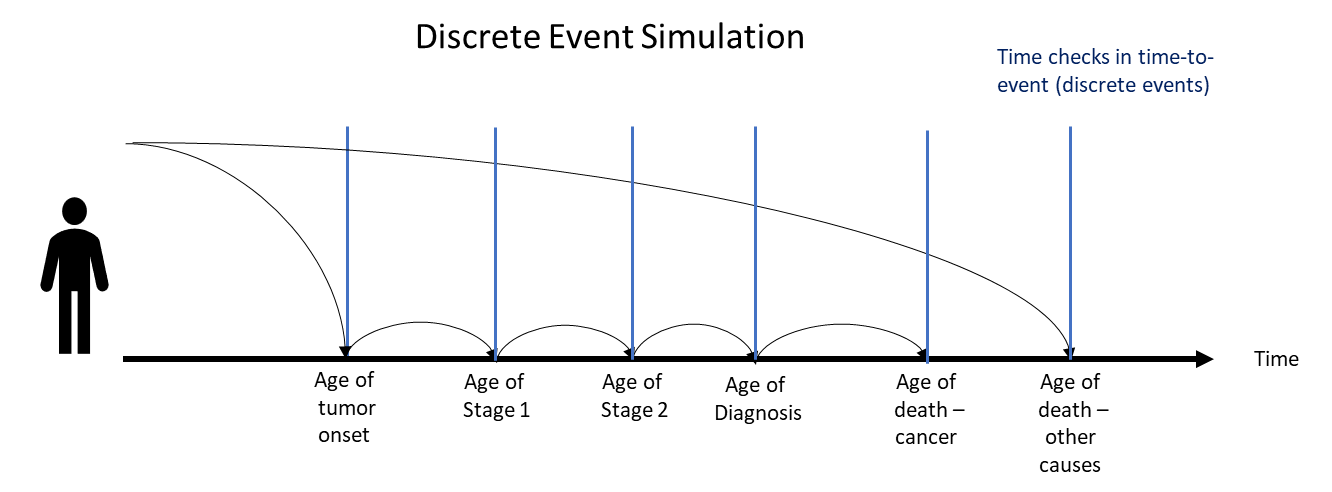 Discrete Event Simulation
Time checks in time-to-
event (discrete events)
Time
Age of
tumor
onset
Age of
Stage 1
Age of
Stage 2
Age of
Diagnosis
Age of
death –
cancer
Age of
death –
other
causes